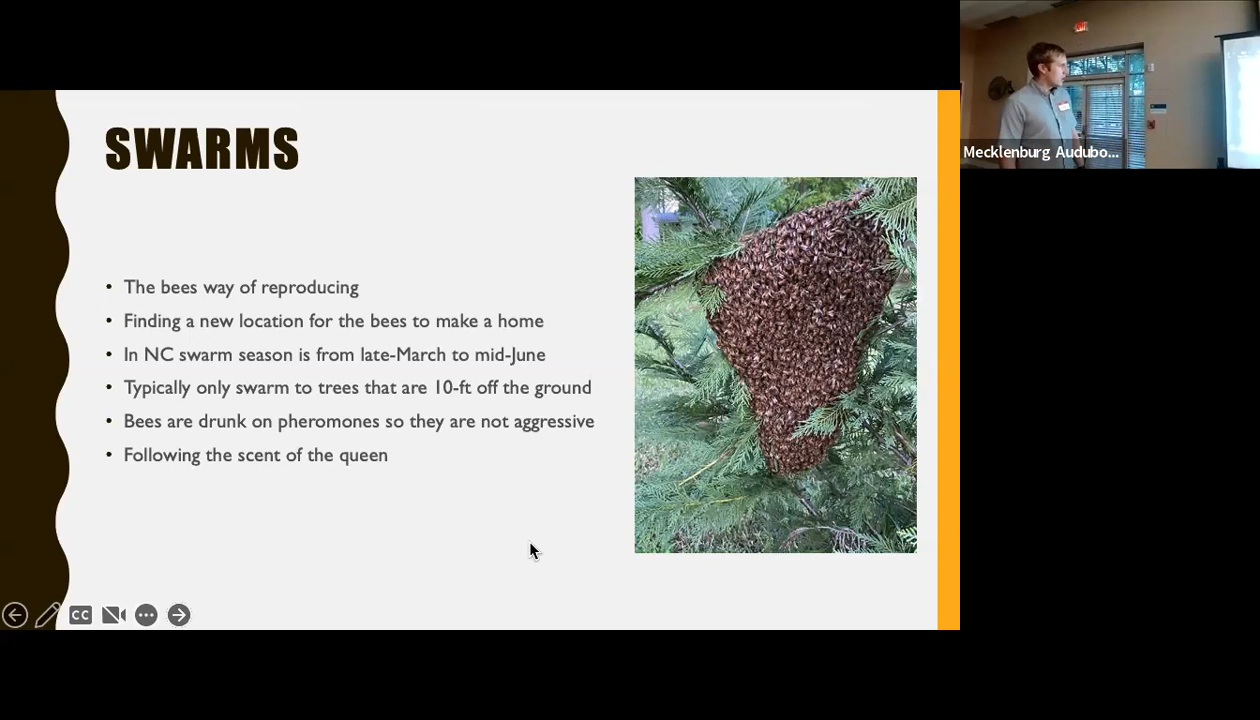 SWARMS
• The bees way of reproducing
• Finding a new location for the bees to make a home
• In NC swarm season is from late-March to mid-June
• Typically only swarm to trees that are 10-ft off the ground
• Bees are drunk on pheromones so they are not aggressive
• Following the scent of the queen
CC
Mecklenburg Audubo...